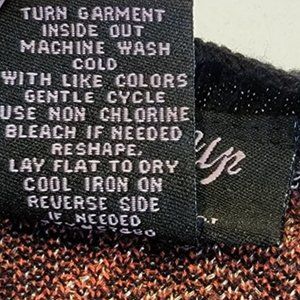 TURN GARMENT
INSIDE OUT
MACHINE WASH
COLD
WITH LIKE COLORS
GENTLE CYCLE
USE NON CHLORINE
BLEACH IF NEEDED
RESHAPE,
LAY FLAT TO DRY
COOL IRON ON
REVERSE SIDE
IF NEEDED